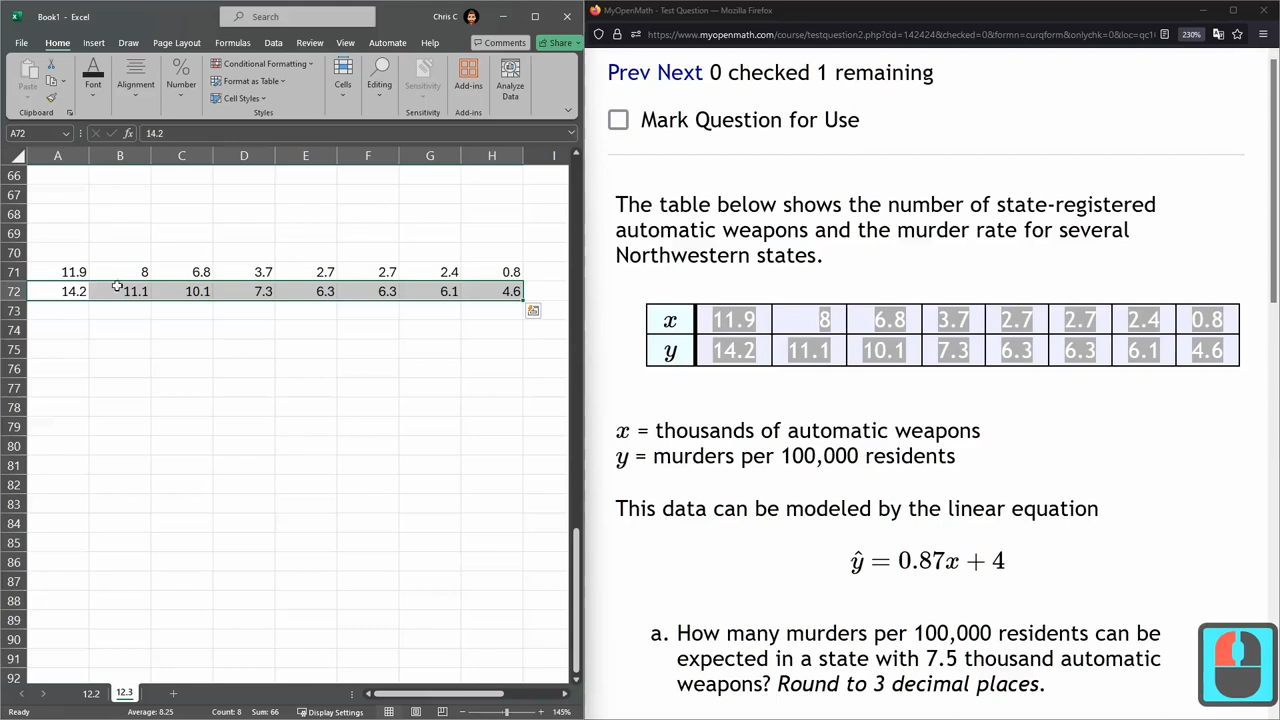 Book1 - Excel
Search
Chris C
File Home Insert Draw Page Layout Formulas Data Review View Automate Help Acrobat
Comments
Share
Paste
Clipboard
Font
Alignment
Number
Conditional Formatting
Format as Table
Cell Styles
Styles
Cells
Editing
Sensitivity
Sensitivity
Add-ins
Add-ins
Analyze Data
A72
fx
14.2
A B C D E F G H I
66
67
68
69
70
71 11.9 8 6.8 3.7 2.7 2.7 2.4 0.8
72 14.2 11.1 10.1 7.3 6.3 6.3 6.1 4.6
73
74
75
76
77
78
79
80
81
82
83
84
85
86
87
88
89
90
91
92
12.2 12.3
Ready Average: 8.25 Count: 8 Sum: 66 Display Settings 145%
MyOpenMath - Test Question — Mozilla Firefox
https://www.myopenmath.com/course/testquestion2.php?cid=142424&checked=0&formn=curqform&onlychk=0&loc=qc1
230%
Prev Next 0 checked 1 remaining
Mark Question for Use
The table below shows the number of state-registered
automatic weapons and the murder rate for several
Northwestern states.
x 11.9 8 6.8 3.7 2.7 2.7 2.4 0.8
y 14.2 11.1 10.1 7.3 6.3 6.3 6.1 4.6
x = thousands of automatic weapons
y = murders per 100,000 residents
This data can be modeled by the linear equation
ŷ = 0.87x + 4
a. How many murders per 100,000 residents can be
expected in a state with 7.5 thousand automatic
weapons? Round to 3 decimal places.